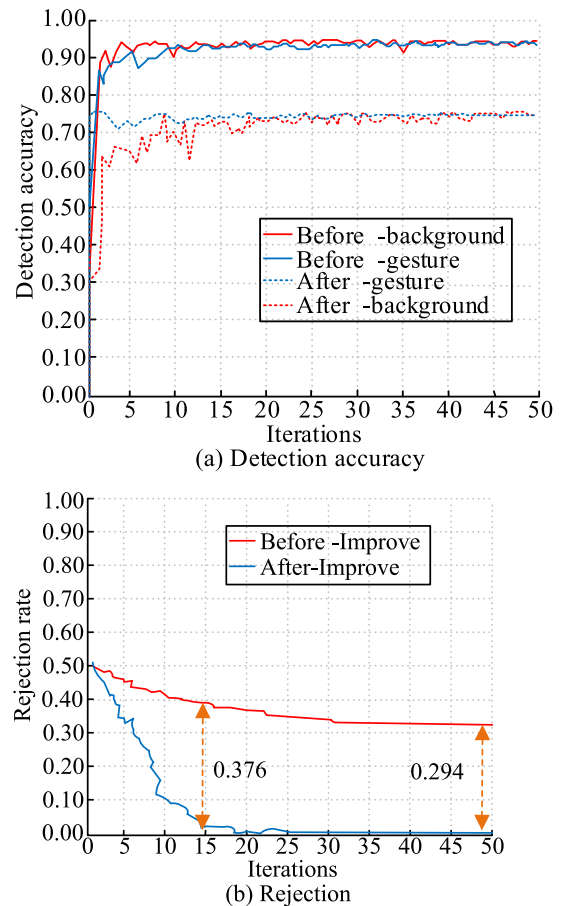 1.00
0.90
0.80
0.70
0.60
0.50
0.40
0.30
0.20
0.10
0.00
Detection accuracy
Before -background
Before -gesture
After -gesture
After -background
0 5 10 15 20 25 30 35 40 45 50
Iterations
(a) Detection accuracy
1.00
0.90
0.80
0.70
0.60
0.50
0.40
0.30
0.20
0.10
0.00
Rejection rate
Before -Improve
After-Improve
0.376
0.294
0 5 10 15 20 25 30 35 40 45 50
Iterations
(b) Rejection